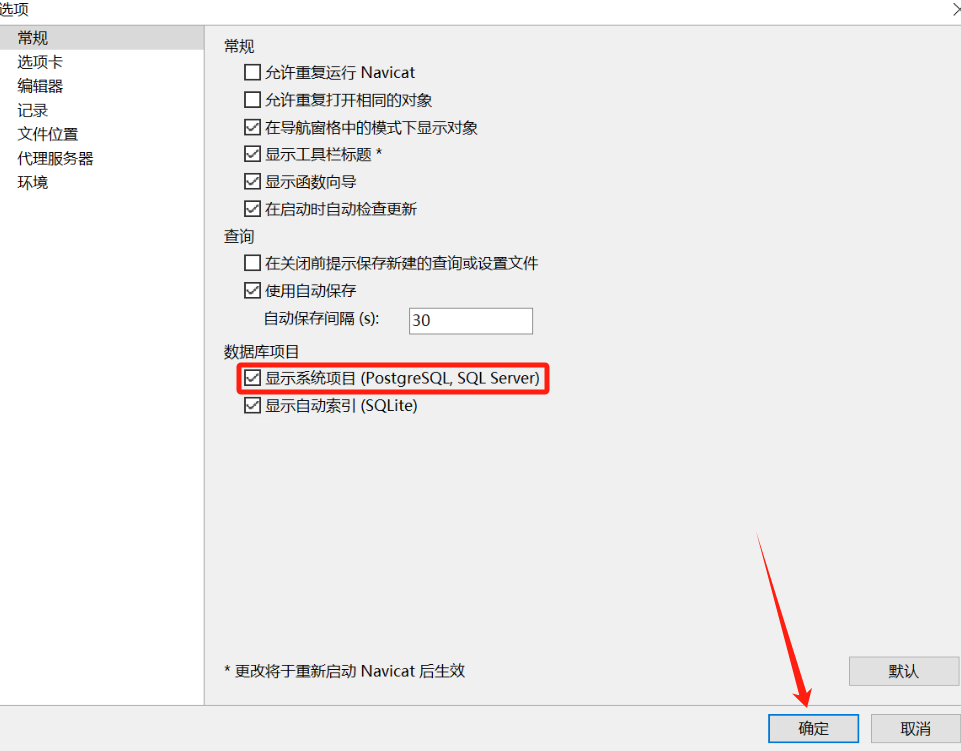 选项
常规
选项卡
编辑器
记录
文件位置
代理服务器
环境
常规
允许重复运行 Navicat
允许重复打开相同的对象
在导航窗格中的模式下显示对象
显示工具栏标题 *
显示函数向导
在启动时自动检查更新
查询
在关闭前提示保存新建的查询或设置文件
使用自动保存
自动保存间隔 (s): 30
数据库项目
显示系统项目 (PostgreSQL, SQL Server)
显示自动索引 (SQLite)
* 更改将于重新启动 Navicat 后生效
默认
确定 取消